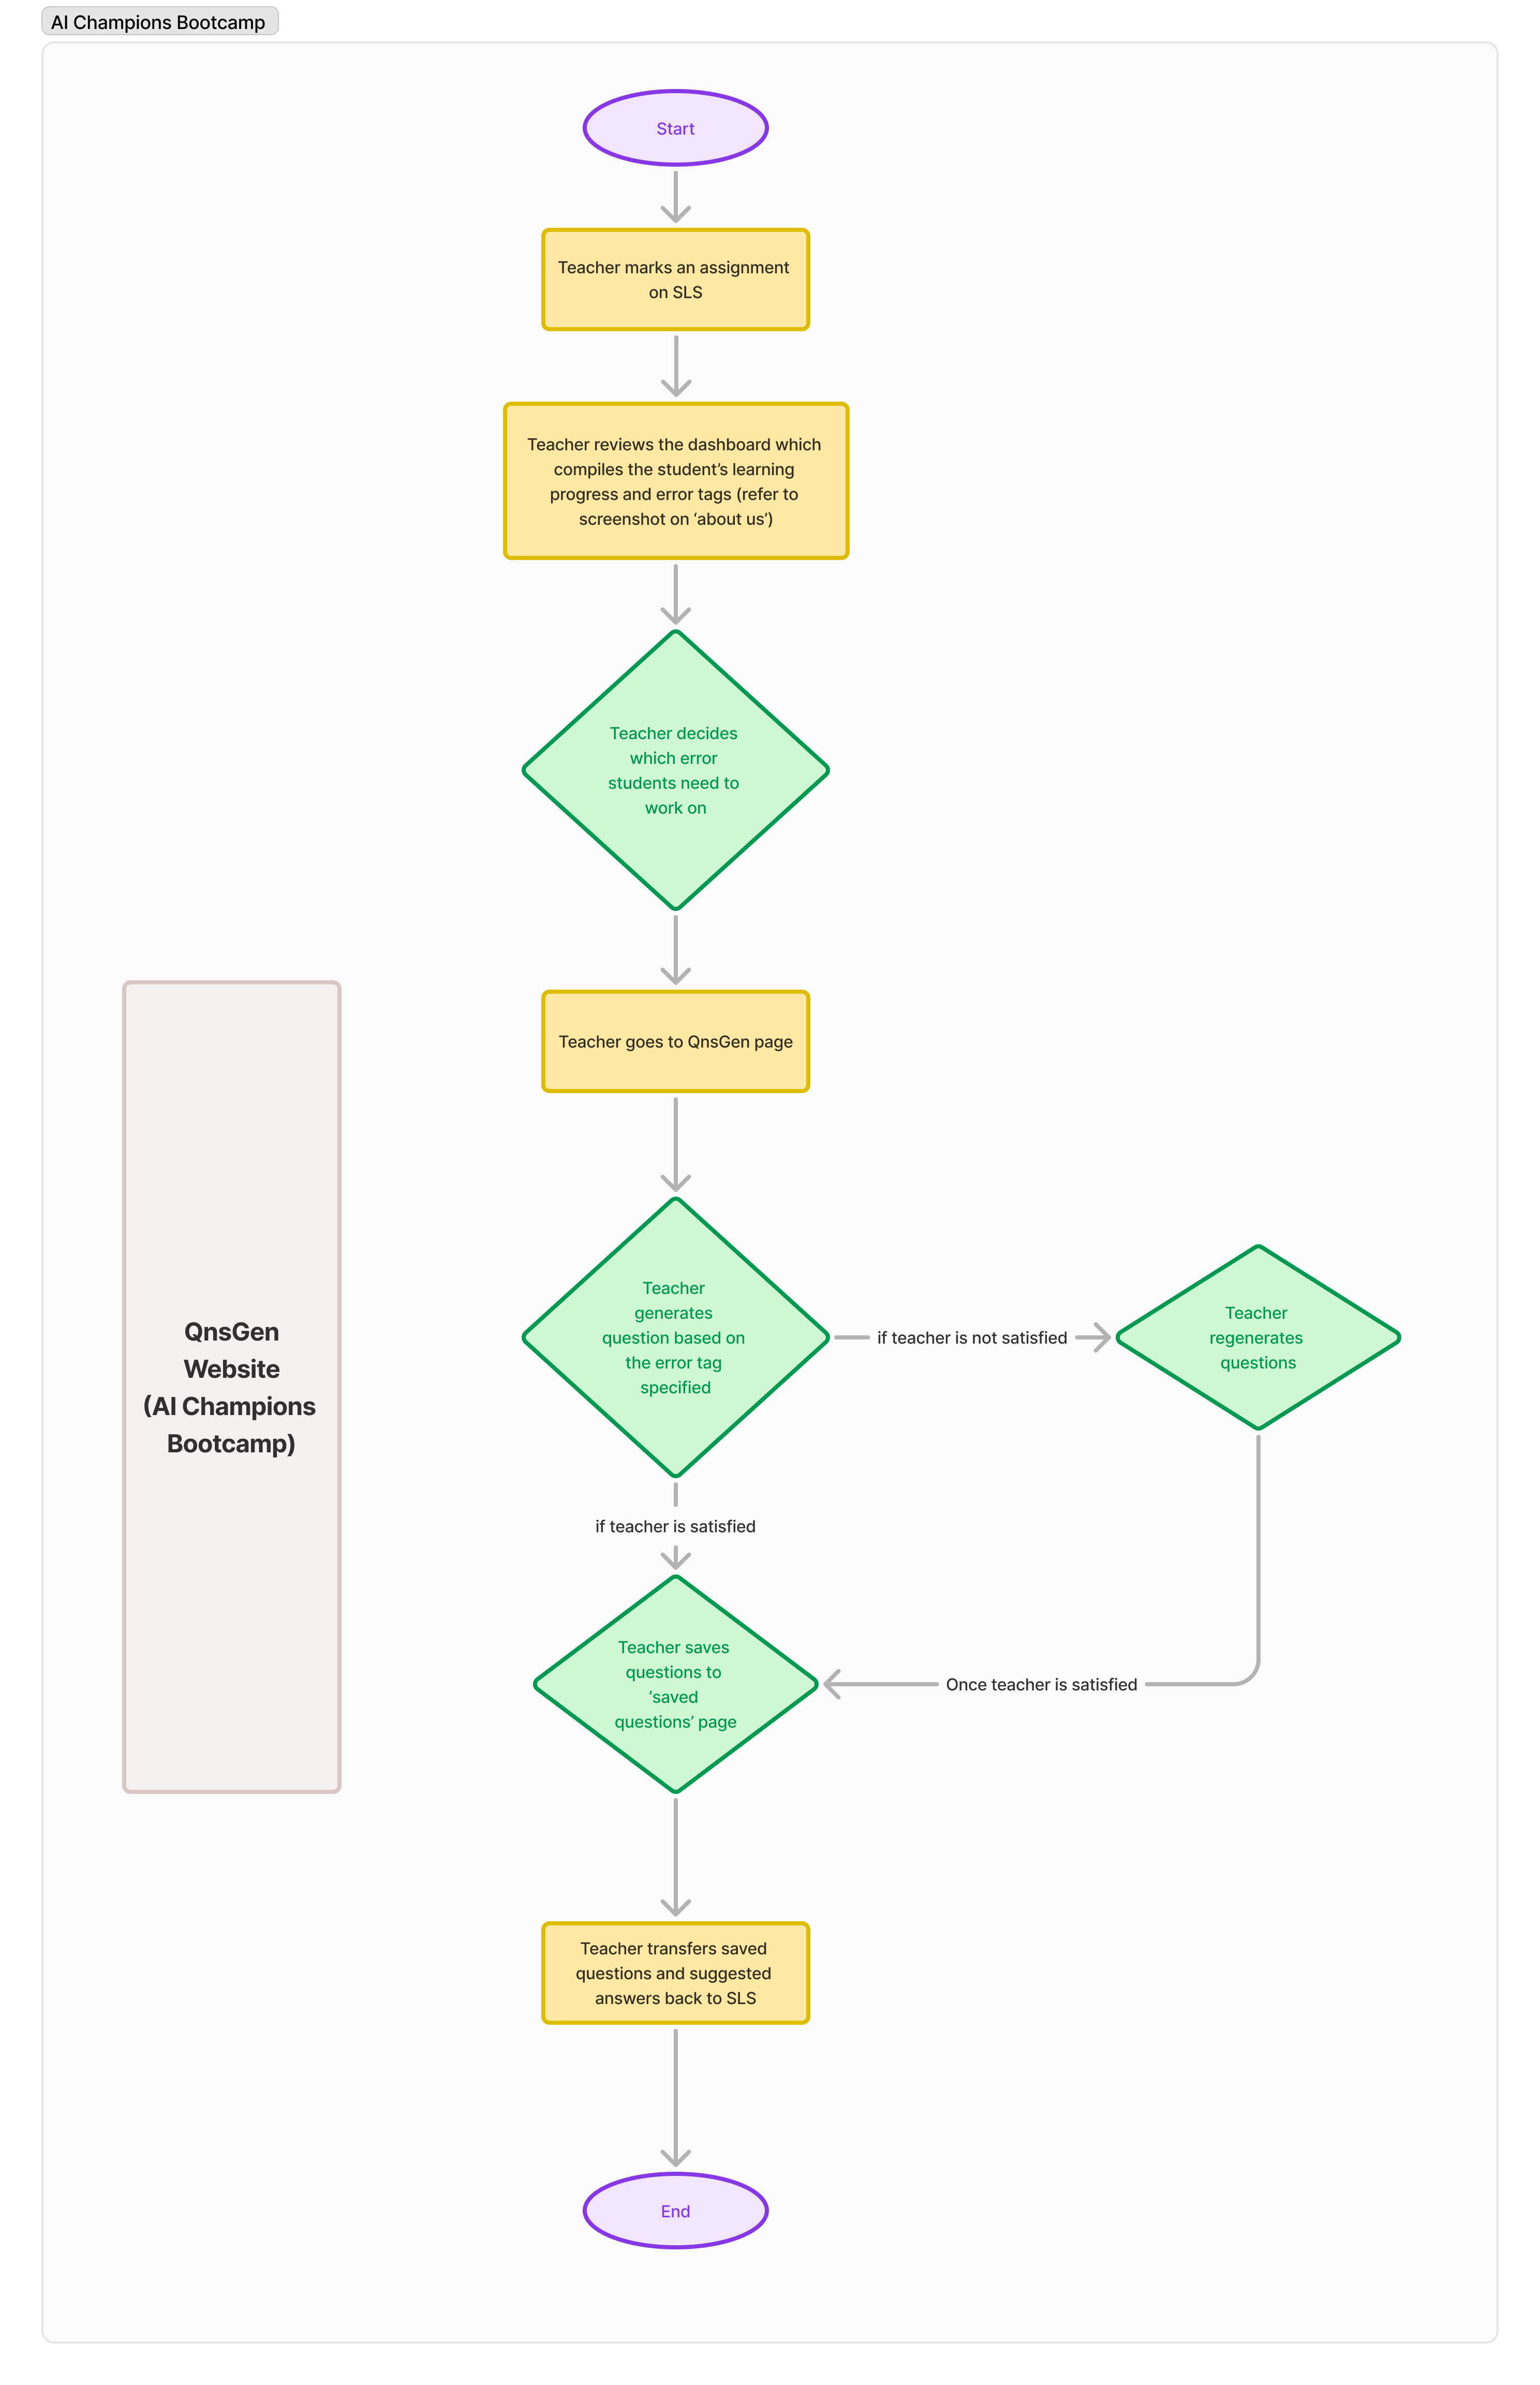 AI Champions Bootcamp
Start
Teacher marks an assignment
on SLS
Teacher reviews the dashboard which
compiles the student’s learning
progress and error tags (refer to
screenshot on ‘about us’)
Teacher decides
which error
students need to
work on
Teacher goes to QnsGen page
QnsGen
Website
(AI Champions
Bootcamp)
Teacher
generates
question based on
the error tag
specified
if teacher is not satisfied
Teacher
regenerates
questions
if teacher is satisfied
Teacher saves
questions to
‘saved
questions’ page
Once teacher is satisfied
Teacher transfers saved
questions and suggested
answers back to SLS
End